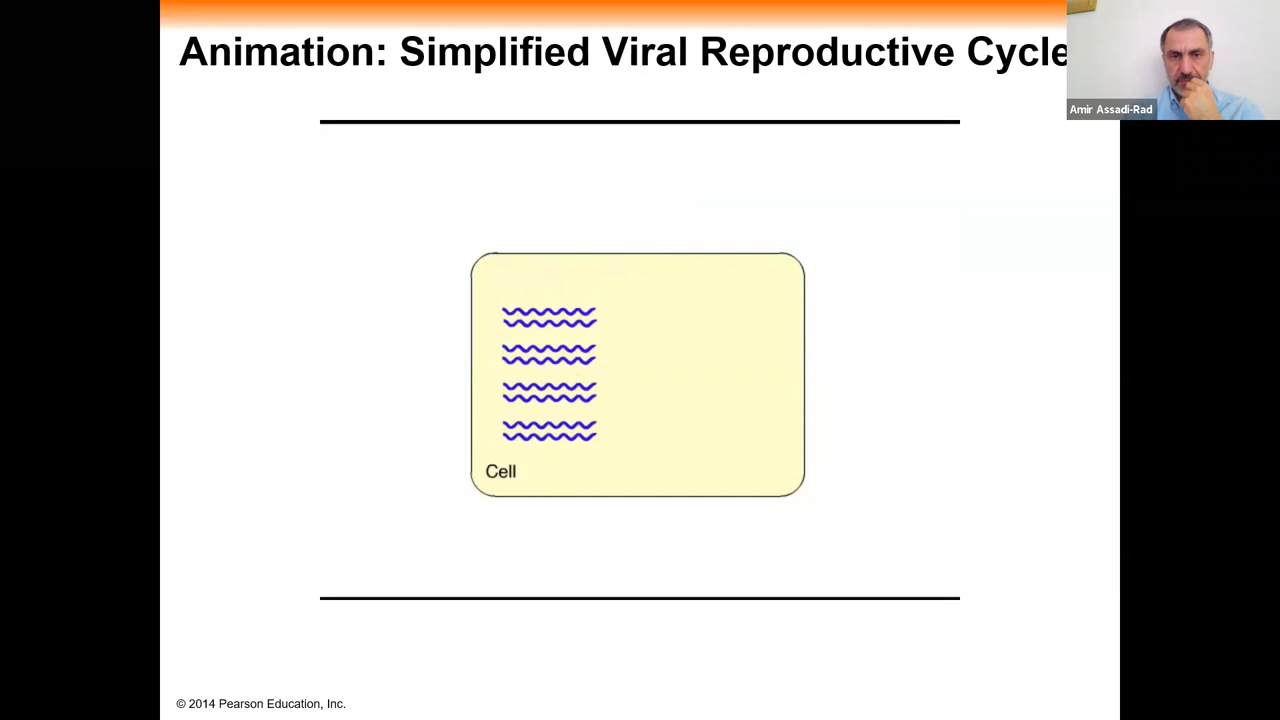 Animation: Simplified Viral Reproductive Cycle
Amir Assadi-Rad
Cell
© 2014 Pearson Education, Inc.